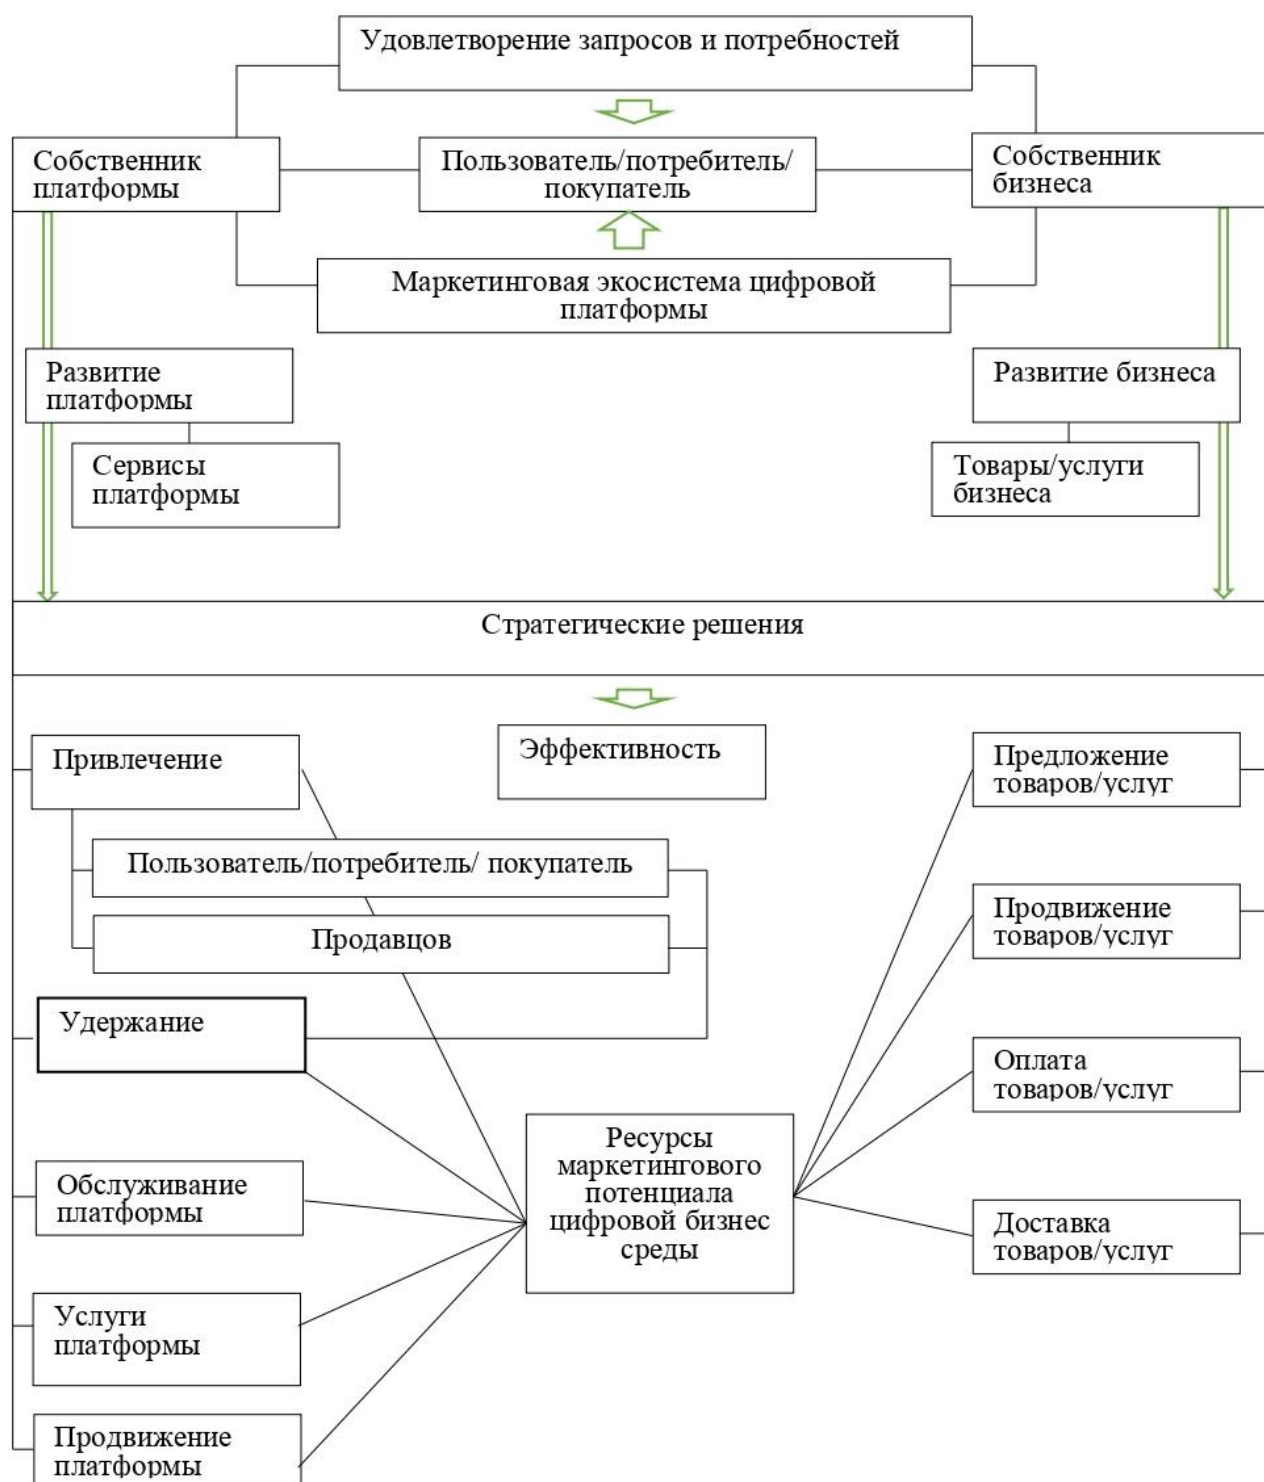 Удовлетворение запросов и потребностей
Собственник
платформы
Пользователь/потребитель/
покупатель
Собственник
бизнеса
Маркетинговая экосистема цифровой
платформы
Развитие
платформы
Развитие бизнеса
Сервисы
платформы
Товары/услуги
бизнеса
Стратегические решения
Привлечение
Эффективность
Предложение
товаров/услуг
Пользователь/потребитель/ покупатель
Продавцов
Продвижение
товаров/услуг
Удержание
Оплата
товаров/услуг
Ресурсы
маркетингового
потенциала
цифровой бизнес
среды
Обслуживание
платформы
Доставка
товаров/услуг
Услуги
платформы
Продвижение
платформы